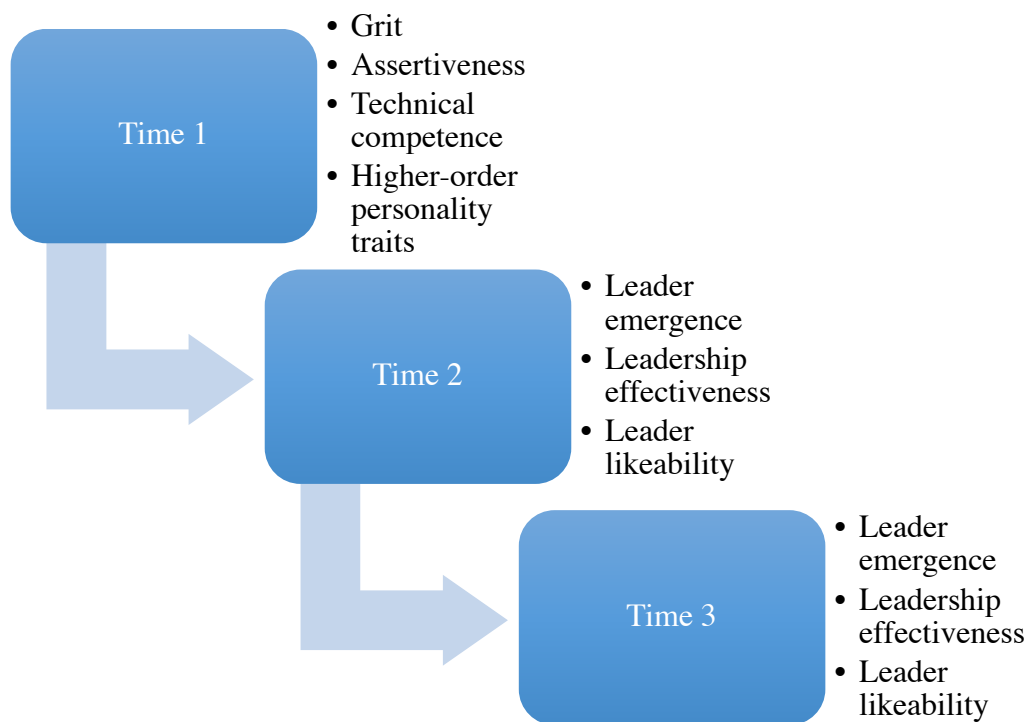 Time 1
• Grit
• Assertiveness
• Technical
competence
• Higher-order
personality
traits
Time 2
• Leader
emergence
• Leadership
effectiveness
• Leader
likeability
Time 3
• Leader
emergence
• Leadership
effectiveness
• Leader
likeability